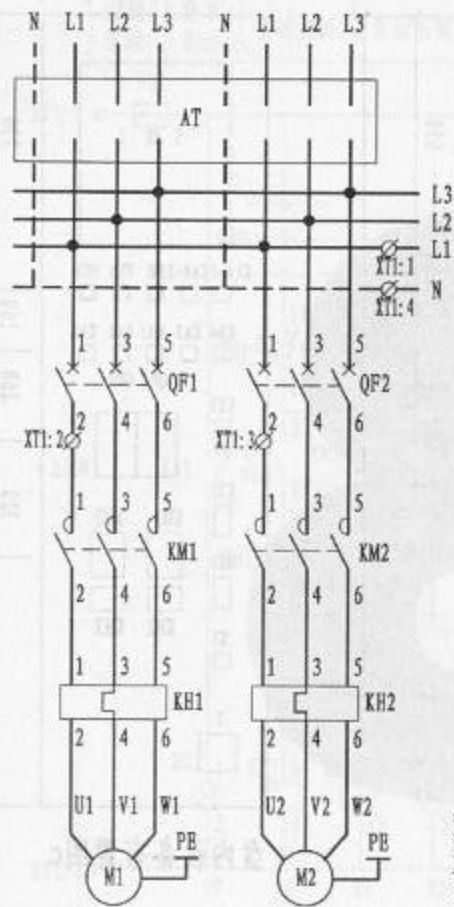 N L1 L2 L3 N L1 L2 L3
AT
L3
L2
L1
XT1:1
N
XT1:4
1 3 5 1 3 5
QF1 QF2
2 4 6 2 4 6
XT1:2 XT1:3
1 3 5 1 3 5
KM1 KM2
2 4 6 2 4 6
1 3 5 1 3 5
KH1 KH2
2 4 6 2 4 6
U1 V1 W1 U2 V2 W2
PE PE
M1 M2